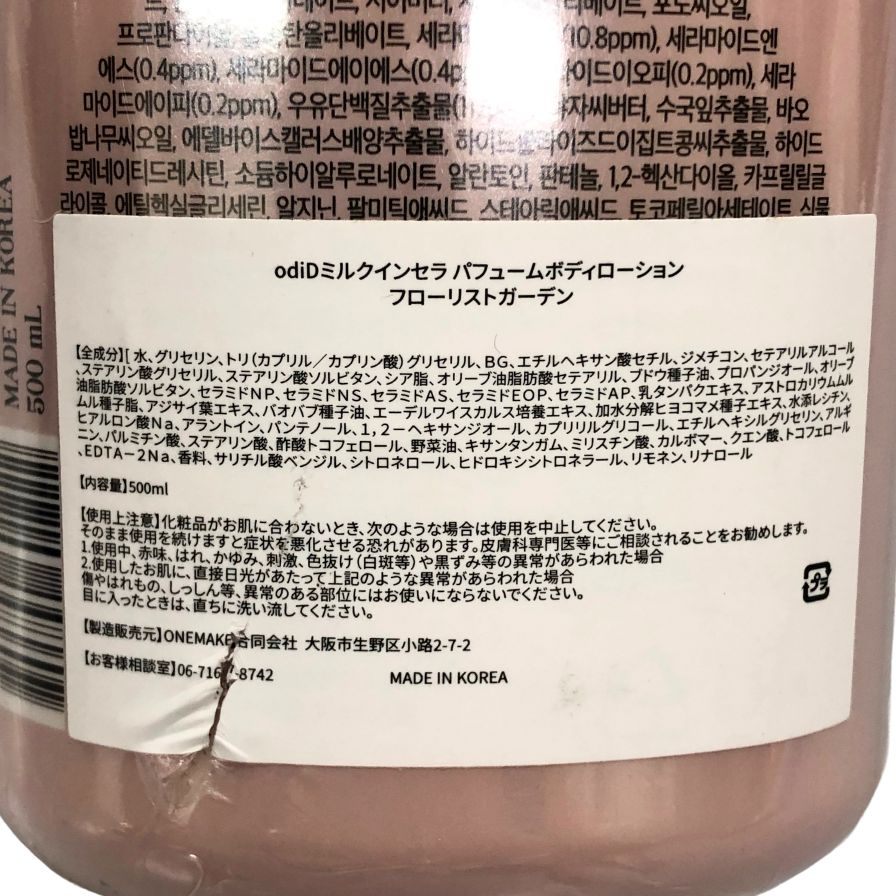 프로판다이올
올리베이트, 세라
(10.8ppm), 세라마이드엔
에스(0.4ppm), 세라마이드에이에스(0.4p
마이드이오피(0.2ppm), 세라
마이드에이피(0.2ppm), 우유단백질추출물
야자씨버터, 수국잎추출물, 바오
밥나무씨오일, 에델바이스캘러스배양추출물, 하이드롤라이즈드이집트콩씨추출물, 하이드
로제네이티드레시틴, 소듐하이알루로네이트, 알란토인, 판테놀, 1,2-헥산다이올, 카프릴릴글
라이콜, 에틸헥실글리세린, 알지닌, 팔미틱애씨드, 스테아릭애씨드, 토코페릴아세테이트, 식물
MADE IN KOREA
500 mL
odiDミルクインセラ パフュームボディローション
フローリストガーデン
【全成分】[ 水、グリセリン、トリ(カプリル/カプリン酸)グリセリル、BG、エチルヘキサン酸セチル、ジメチコン、セテアリルアルコール
、ステアリン酸グリセリル、ステアリン酸ソルビタン、シア脂、オリーブ油脂肪酸セテアリル、ブドウ種子油、プロパンジオール、オリーブ
油脂肪酸ソルビタン、セラミドNP、セラミドNS、セラミドAS、セラミドEOP、セラミドAP、乳タンパクエキス、アストロカリウムムル
ムル種子脂、アジサイ葉エキス、バオバブ種子油、エーデルワイスカルス培養エキス、加水分解ヒヨコマメ種子エキス、水添レシチン、
ヒアルロン酸Na、アラントイン、パンテノール、1,2-ヘキサンジオール、カプリリルグリコール、エチルヘキシルグリセリン、アルギ
ニン、パルミチン酸、ステアリン酸、酢酸トコフェロール、野菜油、キサンタンガム、ミリスチン酸、カルボマー、クエン酸、トコフェロール
、EDTA-2Na、香料、サリチル酸ベンジル、シトロネロール、ヒドロキシシトロネラール、リモネン、リナロール
【内容量】500ml
【使用上注意】化粧品がお肌に合わないとき、次のような場合は使用を中止してください。
そのまま使用を続けますと症状を悪化させる恐れがあります。皮膚科専門医等にご相談されることをお勧めします。
1.使用中、赤味、はれ、かゆみ、刺激、色抜け(白斑等)や黒ずみ等の異常があらわれた場合
2.使用したお肌に、直接日光があたって上記のような異常があらわれた場合
傷やはれもの、しっしん等、異常のある部位にはお使いにならないでください。
目に入ったときは、直ちに洗い流してください。
プラ
【製造販売元】ONEMAKE合同会社 大阪市生野区小路2-7-2
【お客様相談室】06-716 -8742
MADE IN KOREA